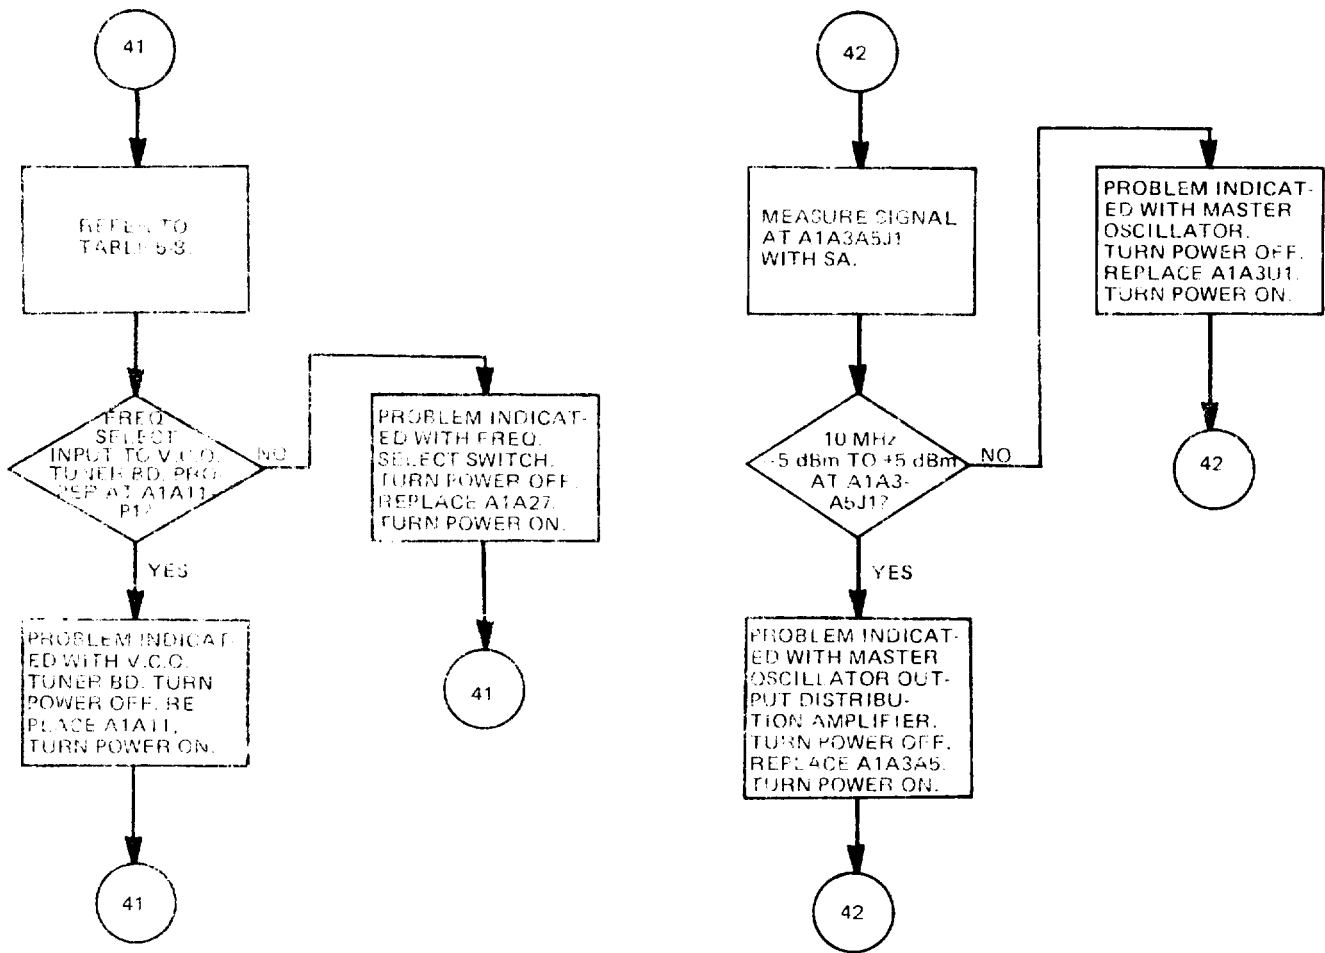 41
REFER TO
TABLE 5-3.
FREQ.
SELECT
INPUT TO V.C.O.
TUNER BD. PRO-
PER AT A1A11-
P1?
NO
PROBLEM INDICAT-
ED WITH FREQ.
SELECT SWITCH.
TURN POWER OFF.
REPLACE A1A27.
TURN POWER ON.
41
YES
PROBLEM INDICAT-
ED WITH V.C.O.
TUNER BD. TURN
POWER OFF. RE
PLACE A1A11.
TURN POWER ON.
41
42
MEASURE SIGNAL
AT A1A3A5J1
WITH SA.
10 MHz
-5 dBm TO +5 dBm
AT A1A3-
A5J1?
NO
PROBLEM INDICAT-
ED WITH MASTER
OSCILLATOR.
TURN POWER OFF.
REPLACE A1A3U1.
TURN POWER ON.
42
YES
PROBLEM INDICAT-
ED WITH MASTER
OSCILLATOR OUT-
PUT DISTRIBU-
TION AMPLIFIER.
TURN POWER OFF.
REPLACE A1A3A5.
TURN POWER ON.
42